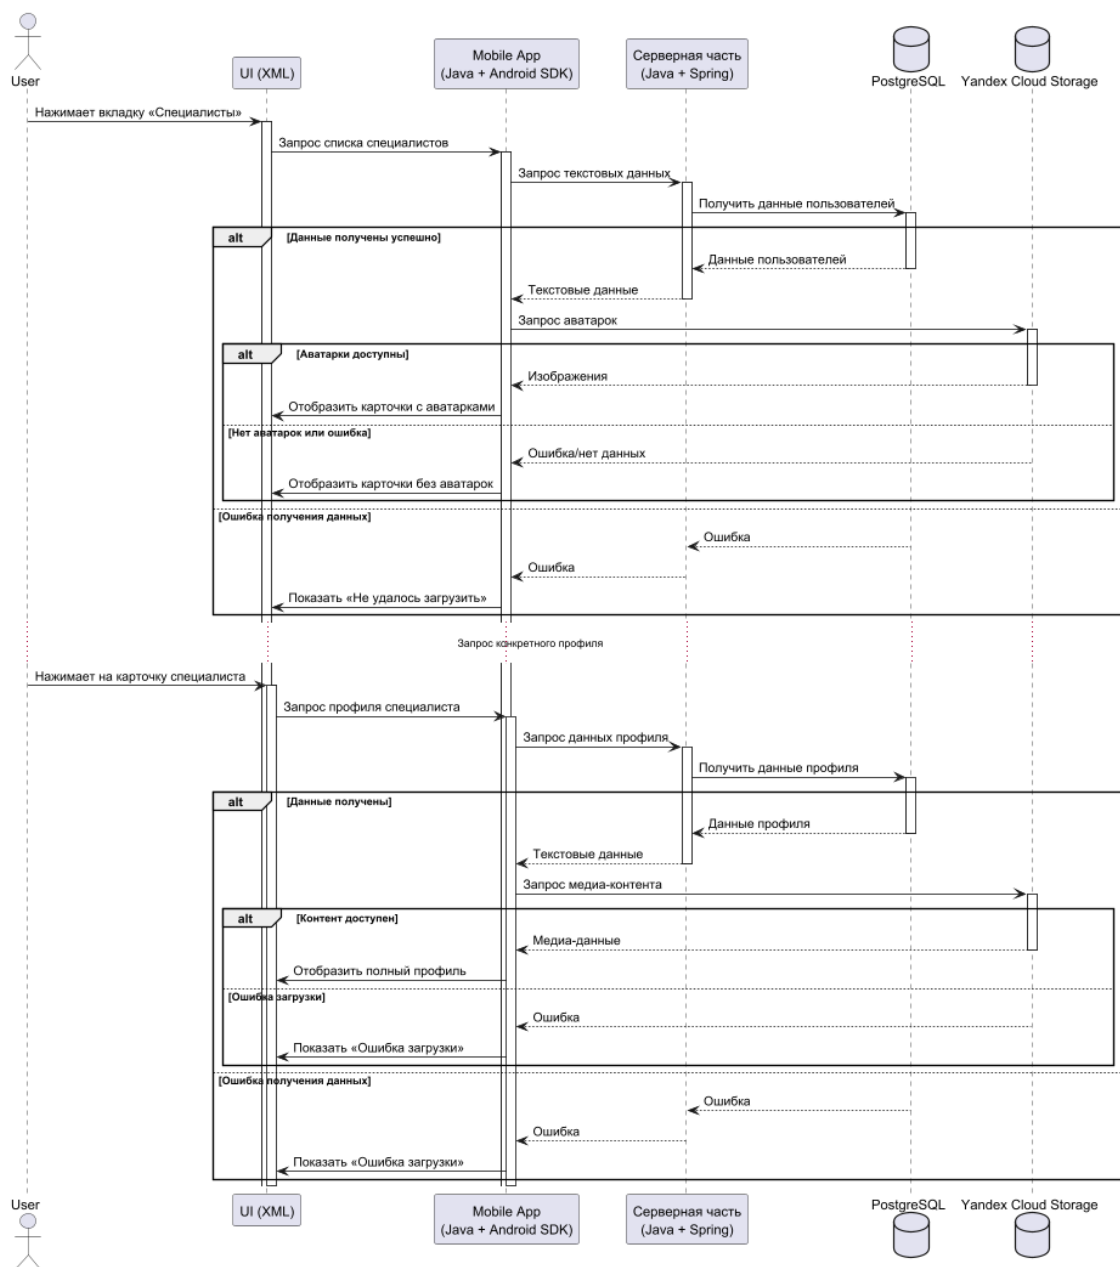 User
UI (XML)
Mobile App
(Java + Android SDK)
Серверная часть
(Java + Spring)
PostgreSQL
Yandex Cloud Storage
Нажимает вкладку «Специалисты»
Запрос списка специалистов
Запрос текстовых данных
Получить данные пользователей
alt
[Данные получены успешно]
Данные пользователей
Текстовые данные
Запрос аватарок
alt
[Аватарки доступны]
Изображения
Отобразить карточки с аватарками
[Нет аватарок или ошибка]
Ошибка/нет данных
Отобразить карточки без аватарок
[Ошибка получения данных]
Ошибка
Ошибка
Показать «Не удалось загрузить»
Запрос конкретного профиля
Нажимает на карточку специалиста
Запрос профиля специалиста
Запрос данных профиля
Получить данные профиля
alt
[Данные получены]
Данные профиля
Текстовые данные
Запрос медиа-контента
alt
[Контент доступен]
Медиа-данные
Отобразить полный профиль
[Ошибка загрузки]
Ошибка
Показать «Ошибка загрузки»
[Ошибка получения данных]
Ошибка
Ошибка
Показать «Ошибка загрузки»
User
UI (XML)
Mobile App
(Java + Android SDK)
Серверная часть
(Java + Spring)
PostgreSQL
Yandex Cloud Storage